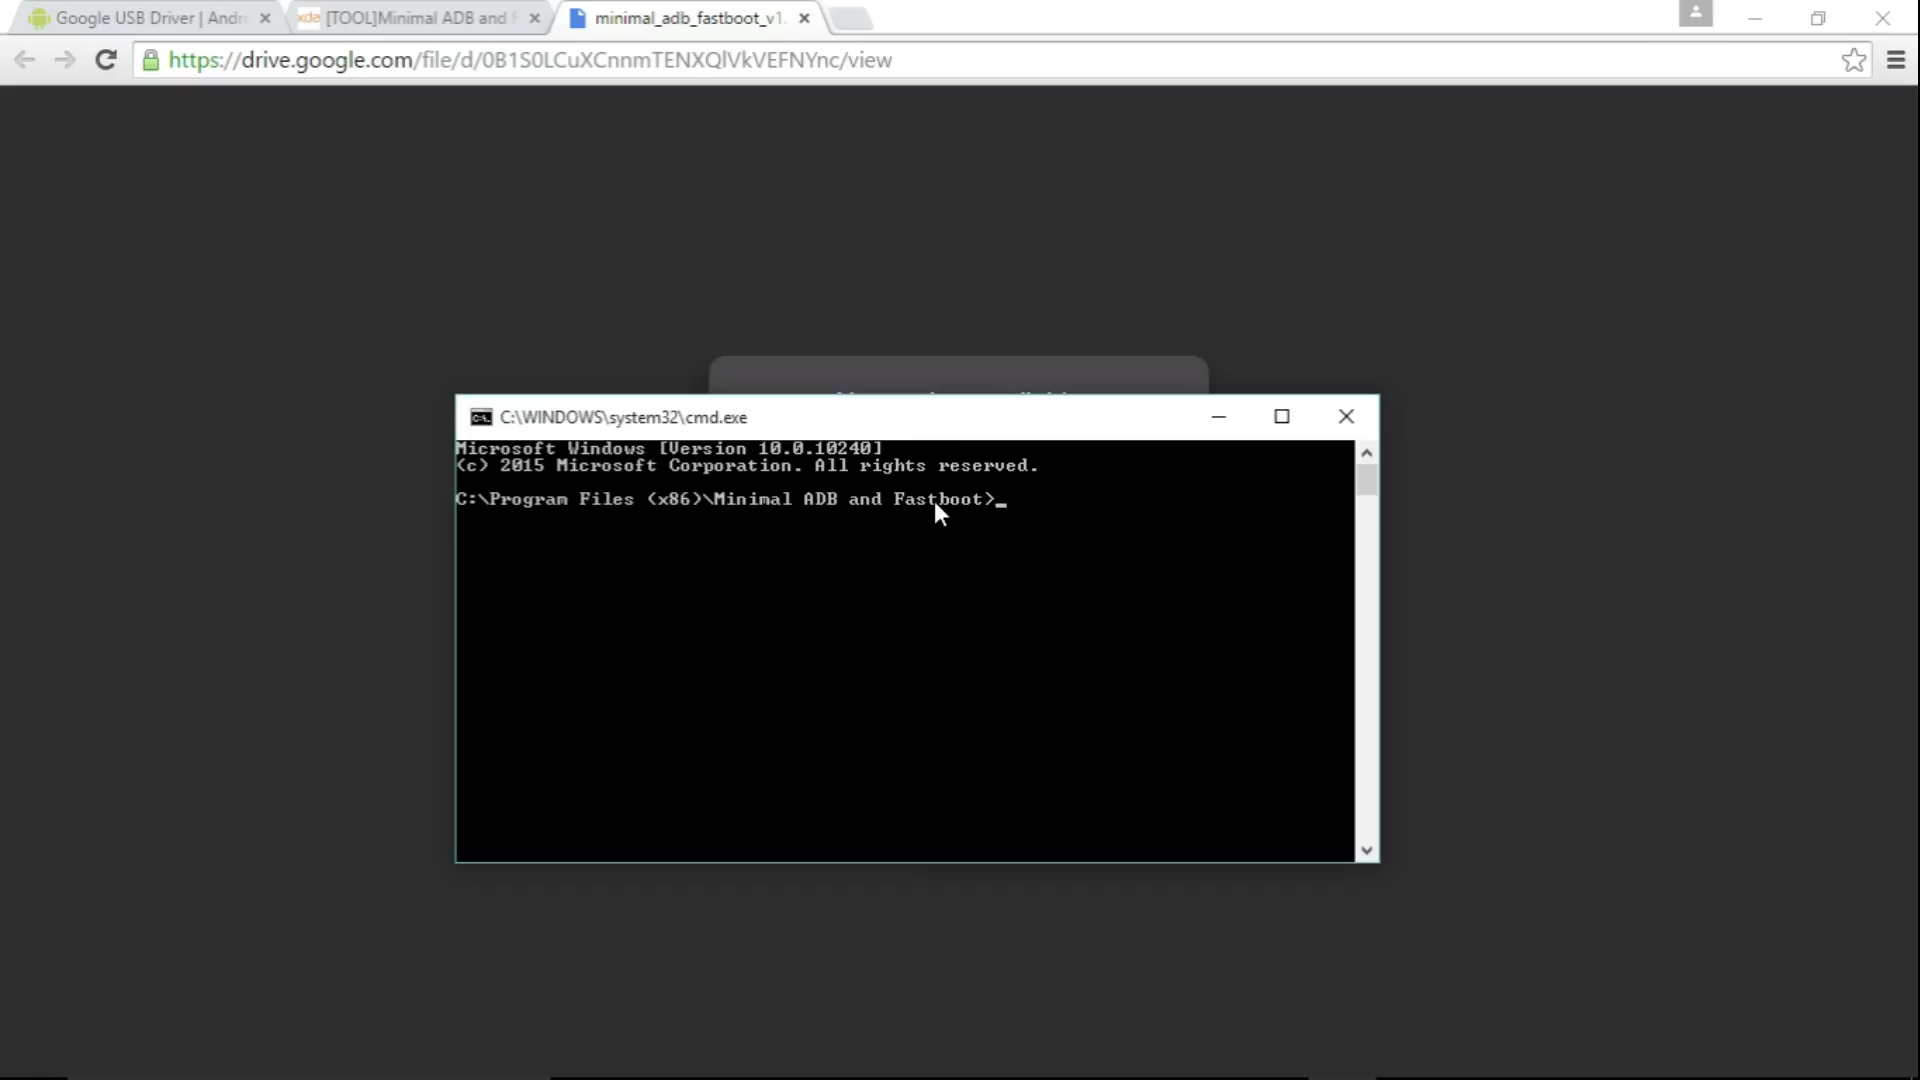 Google USB Driver | Andr
[TOOL]Minimal ADB and F
minimal_adb_fastboot_v1.
https://drive.google.com/file/d/0B1S0LCuXCnnmTENXQlVkVEFNYnc/view
C:\WINDOWS\system32\cmd.exe
Microsoft Windows [Version 10.0.10240]
(c) 2015 Microsoft Corporation. All rights reserved.
C:\Program Files (x86)\Minimal ADB and Fastboot>_